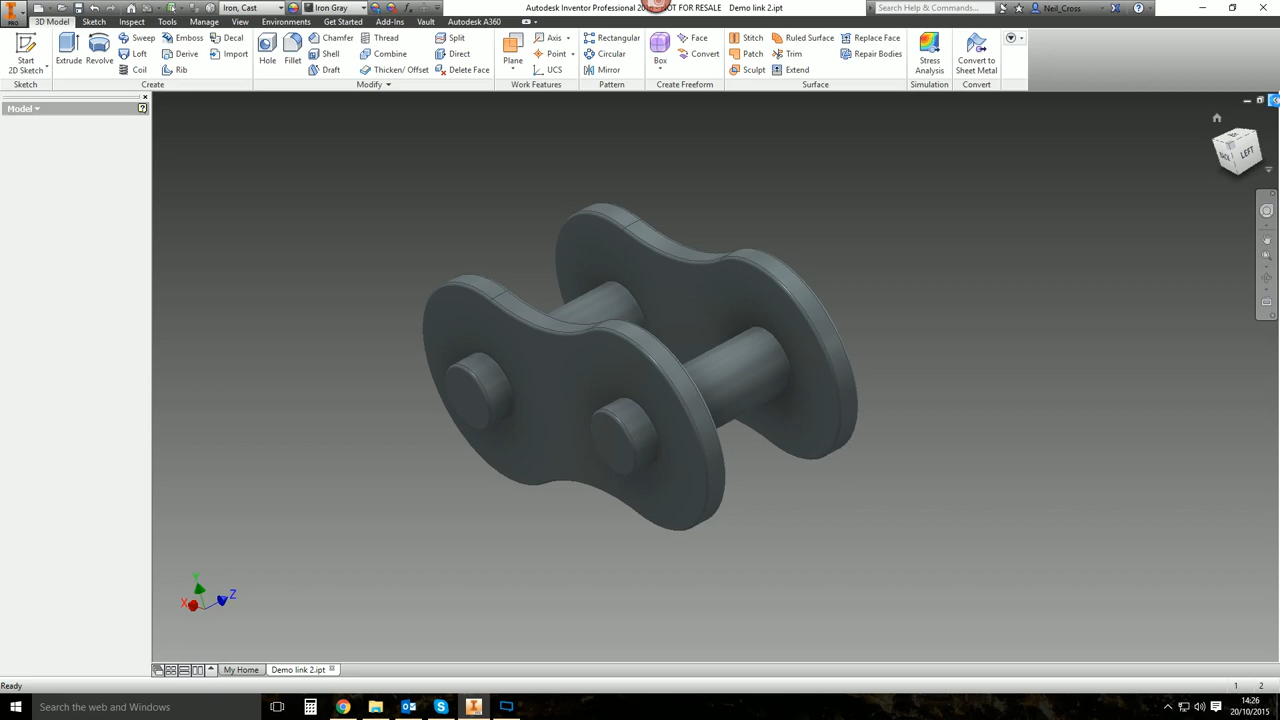 Iron, Cast
Iron Gray
Autodesk Inventor Professional 20
NOT FOR RESALE
Demo link 2.ipt
Search Help & Commands...
Neil_Cross
PRO
3D Model
Sketch
Inspect
Tools
Manage
View
Environments
Get Started
Add-Ins
Vault
Autodesk A360
Start
2D Sketch
Extrude
Revolve
Sweep
Emboss
Decal
Loft
Derive
Import
Coil
Rib
Hole
Fillet
Chamfer
Thread
Split
Shell
Combine
Direct
Draft
Thicken/ Offset
Delete Face
Plane
Axis
Point
UCS
Rectangular
Circular
Mirror
Box
Face
Convert
Stitch
Ruled Surface
Replace Face
Patch
Trim
Repair Bodies
Sculpt
Extend
Stress
Analysis
Convert to
Sheet Metal
Sketch
Create
Modify
Work Features
Pattern
Create Freeform
Surface
Simulation
Convert
Model
?
BACK
LEFT
Y
X
Z
My Home
Demo link 2.ipt
Ready
1
2
Search the web and Windows
14:26
20/10/2015